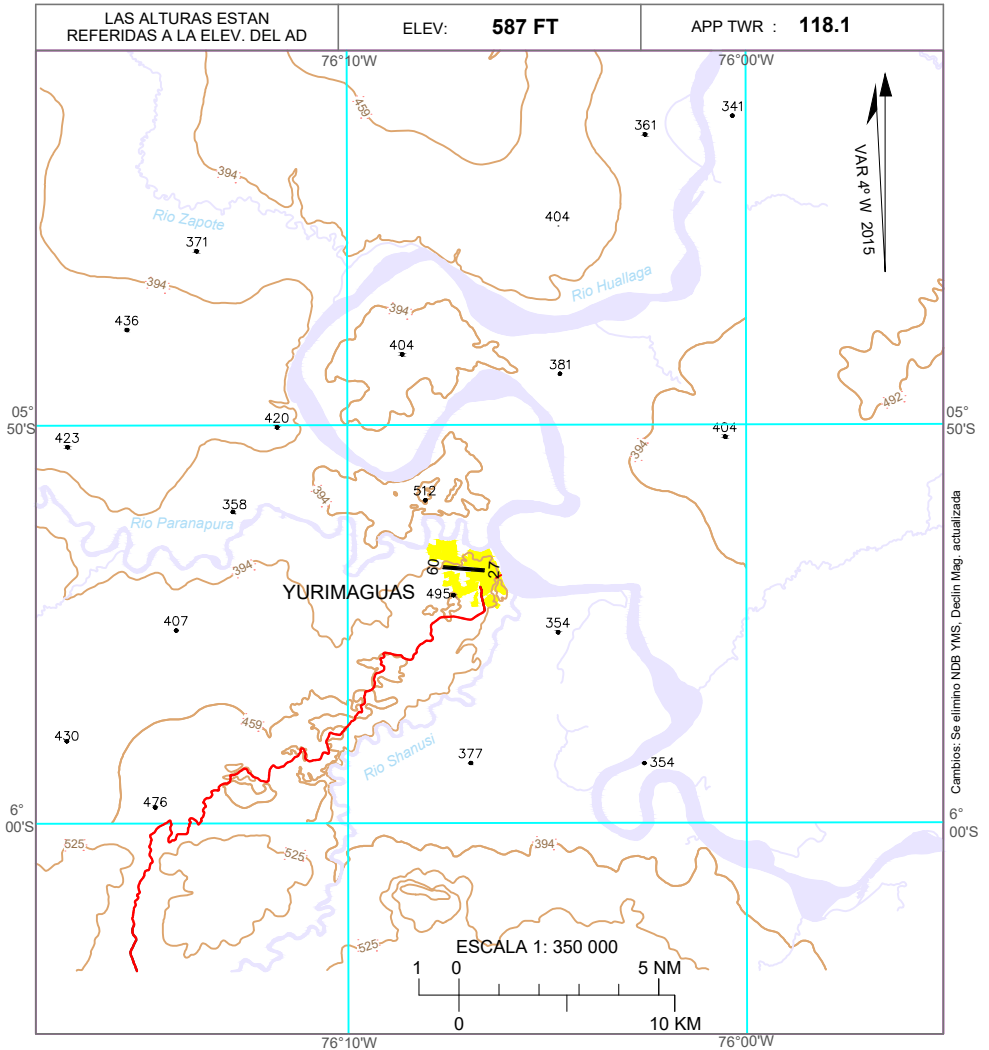 LAS ALTURAS ESTAN
REFERIDAS A LA ELEV. DEL AD
ELEV: 587 FT
APP TWR : 118.1
76°10'W
76°00'W
341
361
459
VAR 4° W 2015
394
Rio Zapote
404
371
Rio Huallaga
394
394
436
404
381
492
05°
50'S
05°
50'S
420
404
423
394
512
394
358
Rio Paranapura
394
09
27
YURIMAGUAS
495
407
354
459
430
Rio Shanusi
377
354
476
6°
00'S
6°
00'S
525
525
394
525
ESCALA 1: 350 000
1 0 5 NM
0 10 KM
76°10'W
76°00'W
Cambios: Se elimino NDB YMS, Declin Mag. actualizada